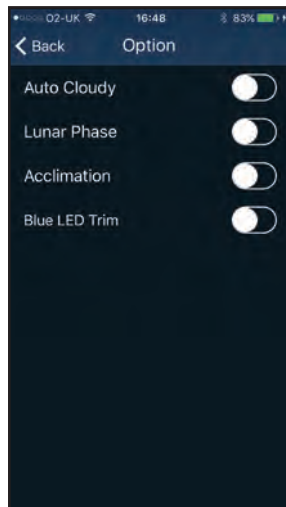 O2-UK 16:48 83%
Back Option
Auto Cloudy
Lunar Phase
Acclimation
Blue LED Trim